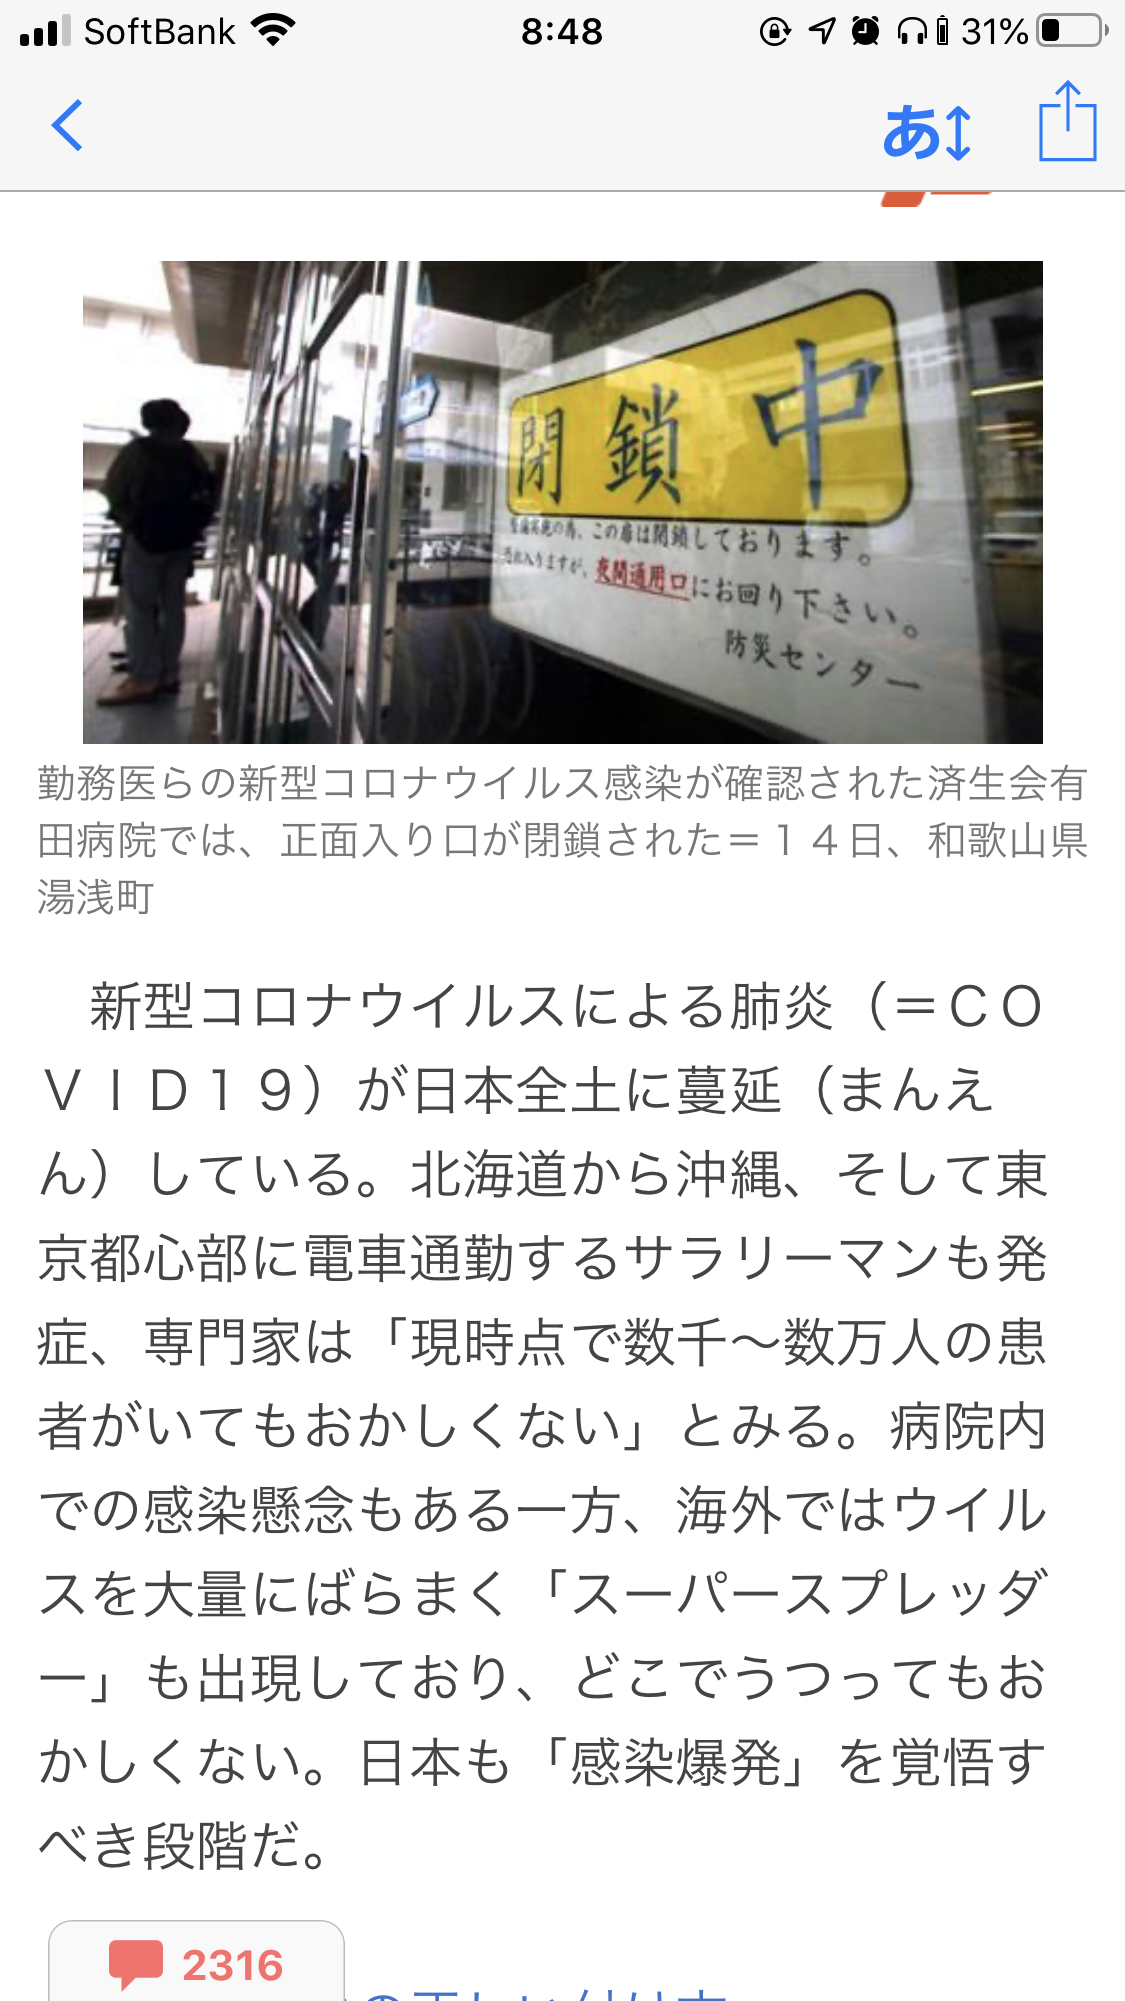 SoftBank
8:48
31%
あ
閉鎖中
この扉は閉鎖しております。
恐れ入りますが、夜間通用口にお回り下さい。
防災センター
勤務医らの新型コロナウイルス感染が確認された済生会有
田病院では、正面入り口が閉鎖された＝１４日、和歌山県
湯浅町
新型コロナウイルスによる肺炎（＝ＣＯ
ＶＩＤ１９）が日本全土に蔓延（まんえ
ん）している。北海道から沖縄、そして東
京都心部に電車通勤するサラリーマンも発
症、専門家は「現時点で数千～数万人の患
者がいてもおかしくない」とみる。病院内
での感染懸念もある一方、海外ではウイル
スを大量にばらまく「スーパースプレッダ
ー」も出現しており、どこでうつってもお
かしくない。日本も「感染爆発」を覚悟す
べき段階だ。
2316